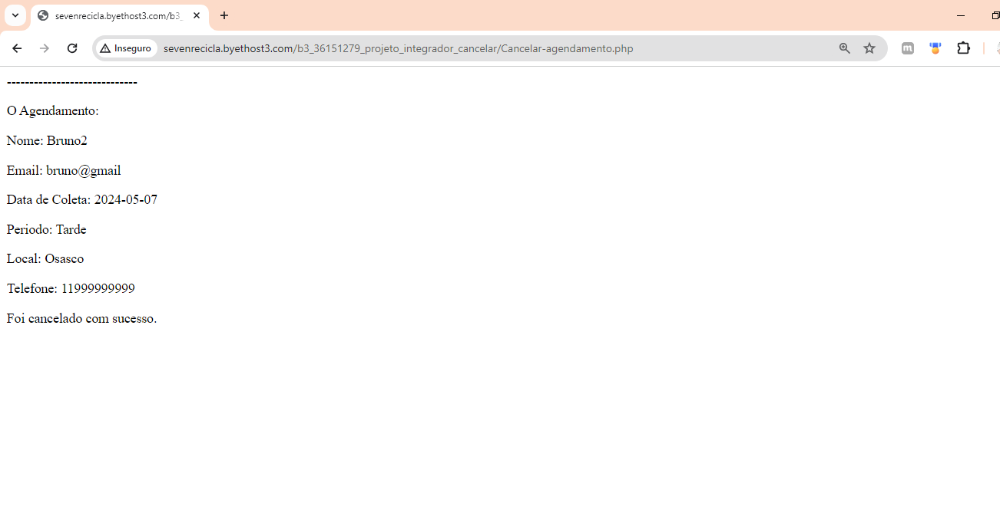 sevenrecicla.byethost3.com/b3_
Inseguro
sevenrecicla.byethost3.com/b3_36151279_projeto_integrador_cancelar/Cancelar-agendamento.php
-----------------------------
O Agendamento:
Nome: Bruno2
Email: bruno@gmail
Data de Coleta: 2024-05-07
Periodo: Tarde
Local: Osasco
Telefone: 11999999999
Foi cancelado com sucesso.